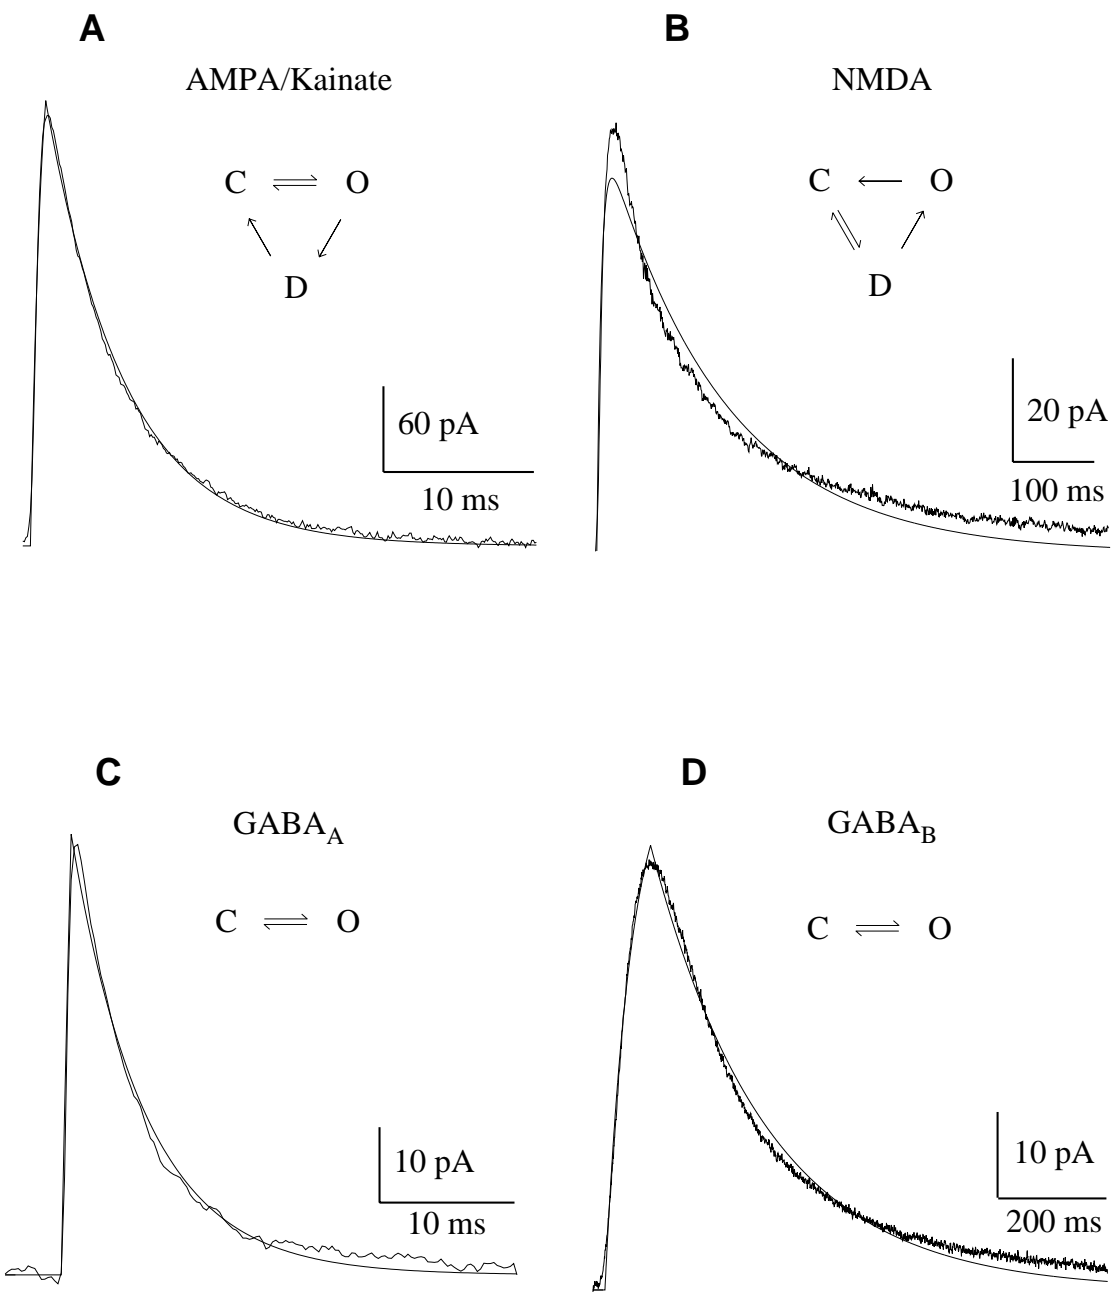 A
AMPA/Kainate
C ⇌ O
D
60 pA
10 ms
B
NMDA
C ← O
D
20 pA
100 ms
C
GABA_A
C ⇌ O
10 pA
10 ms
D
GABA_B
C ⇌ O
10 pA
200 ms